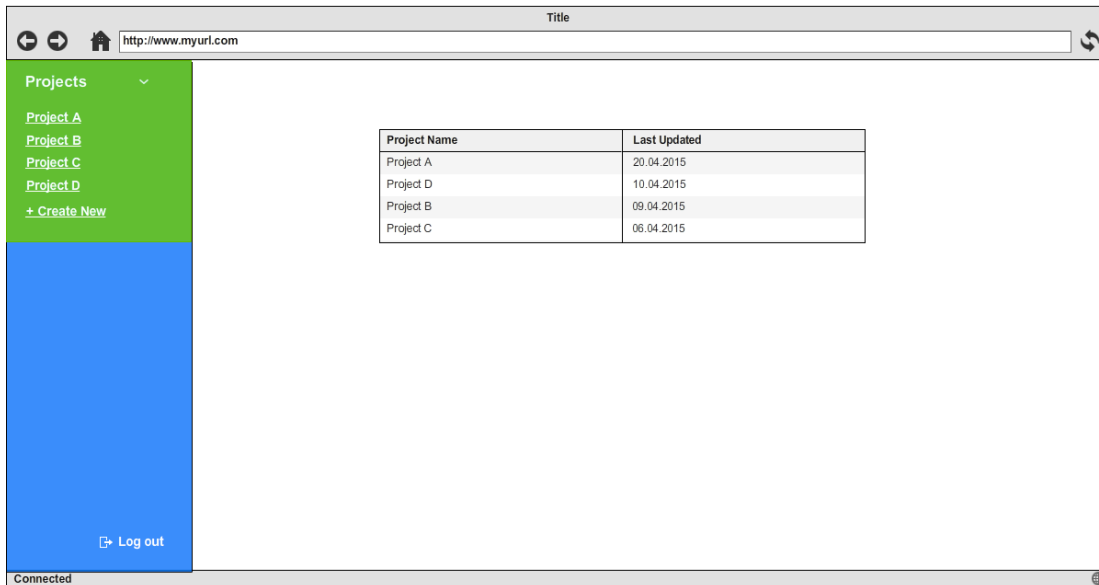 Title
http://www.myurl.com
Projects
Project A
Project B
Project C
Project D
+ Create New
Log out
Project Name Last Updated
Project A 20.04.2015
Project D 10.04.2015
Project B 09.04.2015
Project C 06.04.2015
Connected